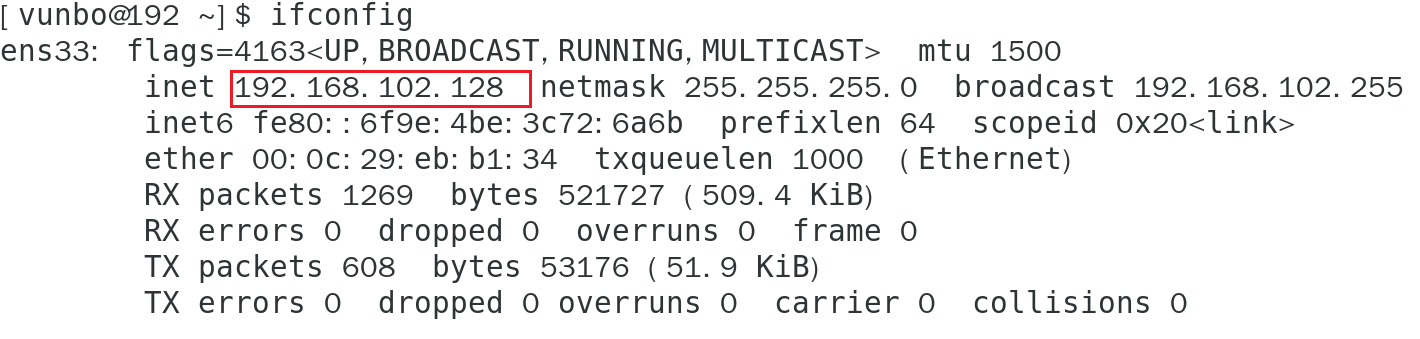 [vunbo@192 ~]$ ifconfig
ens33: flags=4163<UP,BROADCAST,RUNNING,MULTICAST>  mtu 1500
        inet 192.168.102.128  netmask 255.255.255.0  broadcast 192.168.102.255
        inet6 fe80::6f9e:4be:3c72:6a6b  prefixlen 64  scopeid 0x20<link>
        ether 00:0c:29:eb:b1:34  txqueuelen 1000  (Ethernet)
        RX packets 1269  bytes 521727 (509.4 KiB)
        RX errors 0  dropped 0  overruns 0  frame 0
        TX packets 608  bytes 53176 (51.9 KiB)
        TX errors 0  dropped 0 overruns 0  carrier 0  collisions 0